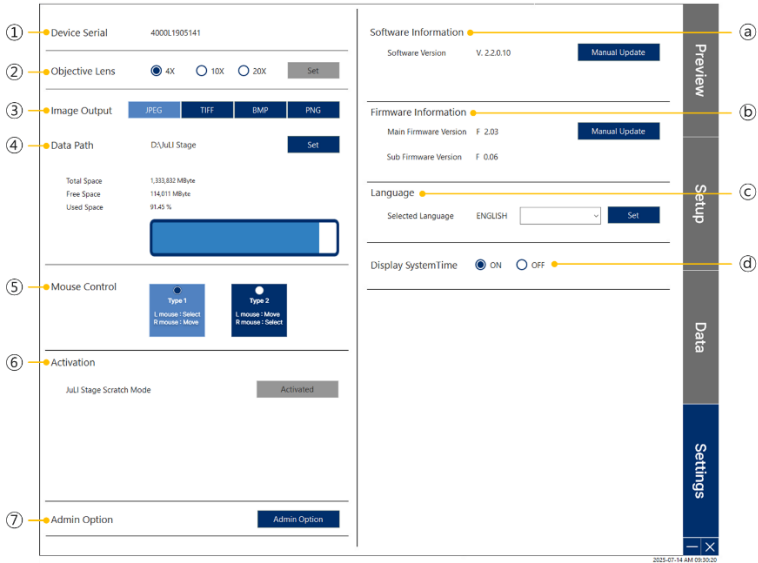 ① Device Serial 4000L1905141
② Objective Lens 4X 10X 20X Set
③ Image Output JPEG TIFF BMP PNG
④ Data Path D:\JuLI Stage Set
Total Space 1,333,832 MByte
Free Space 114,011 MByte
Used Space 91.45 %
⑤ Mouse Control
Type 1
L mouse : Select
R mouse : Move
Type 2
L mouse : Move
R mouse : Select
⑥ Activation
JuLI Stage Scratch Mode Activated
⑦ Admin Option Admin Option
Software Information ⓐ
Software Version V. 2.2.0.10 Manual Update
Firmware Information ⓑ
Main Firmware Version F 2.03 Manual Update
Sub Firmware Version F 0.06
Language ⓒ
Selected Language ENGLISH Set
Display SystemTime ON OFF ⓓ
Preview
Setup
Data
Settings
2025-07-14 AM 09:30:20